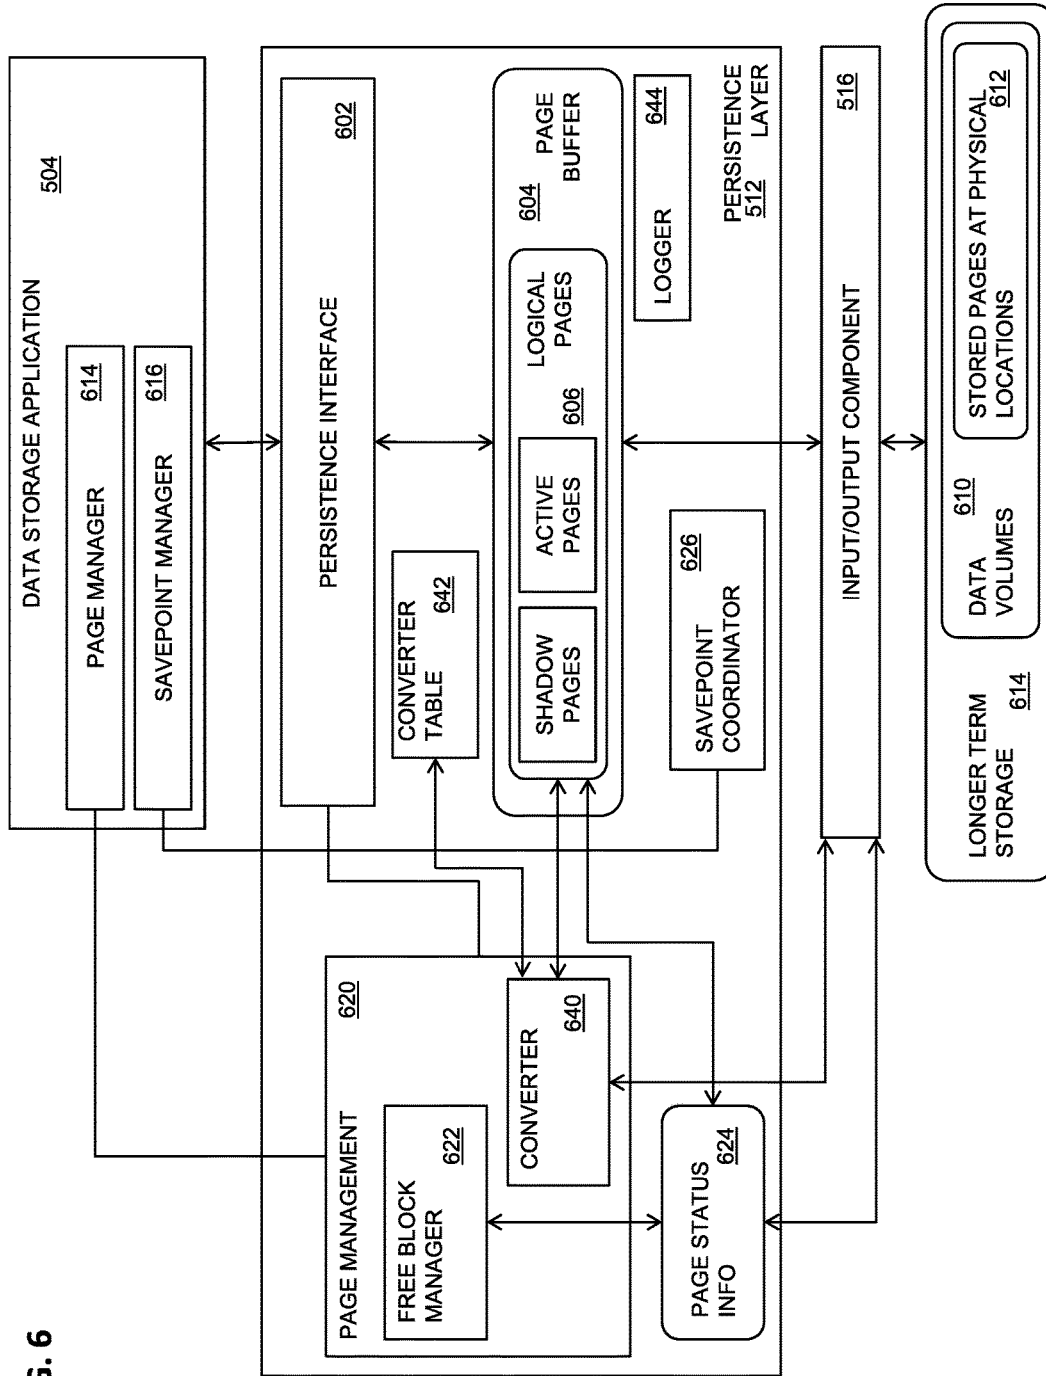 G. 6
DATA STORAGE APPLICATION
504
PAGE MANAGER
614
SAVEPOINT MANAGER
616
PERSISTENCE INTERFACE
602
PAGE MANAGEMENT
620
FREE BLOCK
MANAGER
622
CONVERTER
640
CONVERTER
TABLE
642
604
PAGE
BUFFER
LOGICAL
PAGES
606
SHADOW
PAGES
ACTIVE
PAGES
LOGGER
644
PAGE STATUS
INFO
624
SAVEPOINT
COORDINATOR
626
PERSISTENCE
LAYER
512
INPUT/OUTPUT COMPONENT
516
LONGER TERM
STORAGE
614
DATA
VOLUMES
610
STORED PAGES AT PHYSICAL
LOCATIONS
612